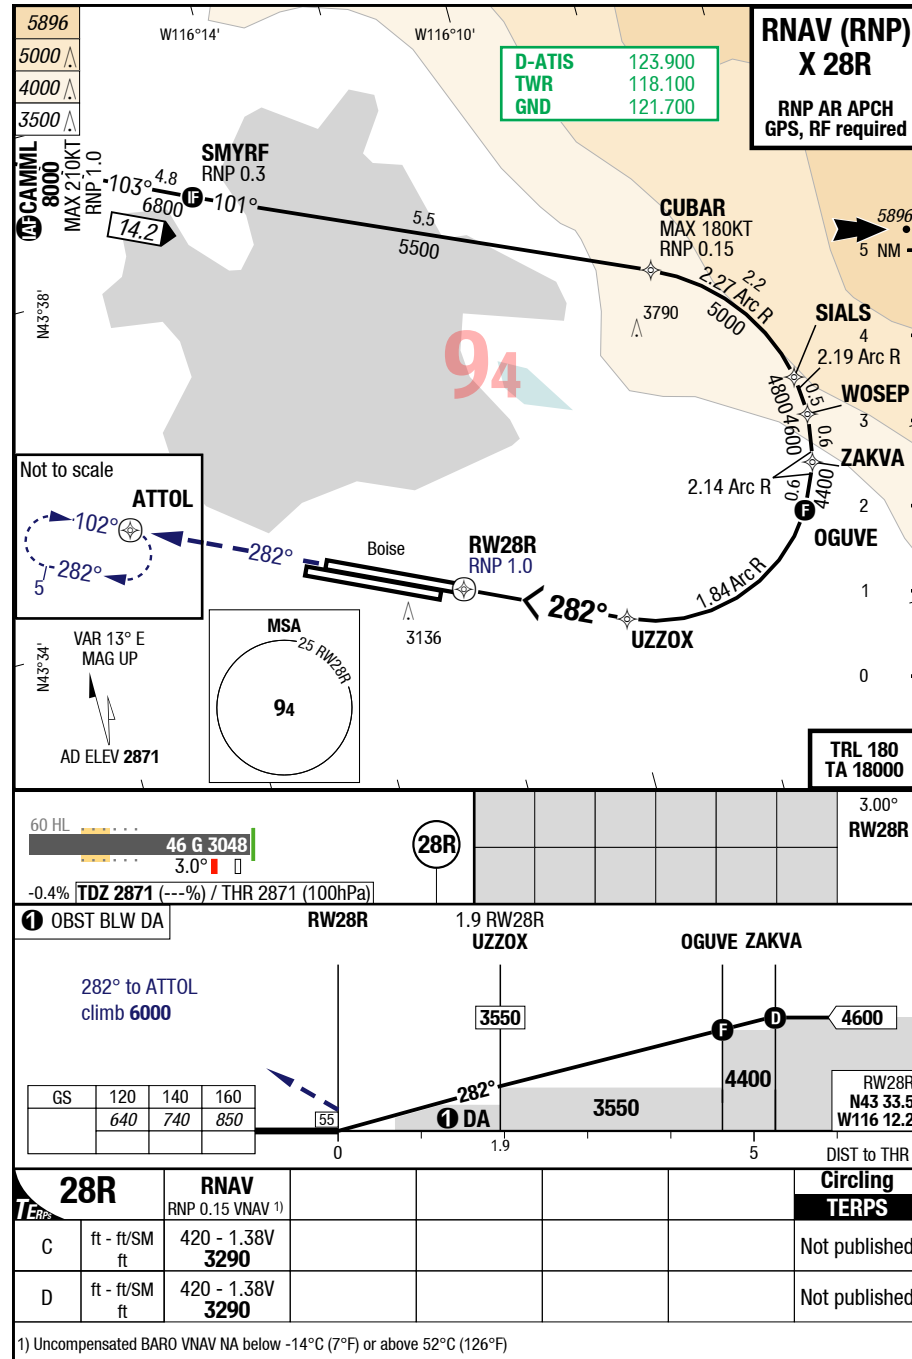 5896
5000
4000
3500
W116°14'
W116°10'
D-ATIS 123.900
TWR 118.100
GND 121.700
RNAV (RNP)
X 28R
RNP AR APCH
GPS, RF required
IAF CAMML
8000
MAX 210KT
RNP 1.0
103°
4.8
6800
14.2
SMYRF
RNP 0.3
IF
101°
5.5
5500
CUBAR
MAX 180KT
RNP 0.15
5896
5 NM
2.2
2.27 Arc R
5000
3790
N43°38'
SIALS
4
2.19 Arc R
0.5
4800
WOSEP
3
0.6
4600
94
ZAKVA
2.14 Arc R
0.6
4400
2
F
OGUVE
Not to scale
ATTOL
102°
282°
5
282°
Boise
RW28R
RNP 1.0
1.84 Arc R
1
282°
UZZOX
3136
0
N43°34'
VAR 13° E
MAG UP
AD ELEV 2871
MSA
25 RW28R
94
TRL 180
TA 18000
60 HL
46 G 3048
3.0°
-0.4% TDZ 2871 (---%) / THR 2871 (100hPa)
28R
3.00°
RW28R
1 OBST BLW DA
RW28R
1.9 RW28R
UZZOX
OGUVE ZAKVA
282° to ATTOL
climb 6000
3550
F
D
4600
282°
4400
3550
1 DA
55
RW28R
N43 33.5
W116 12.2
GS 120 140 160
640 740 850
0
1.9
5
DIST to THR
TERPS
28R
RNAV
RNP 0.15 VNAV 1)
Circling
TERPS
C
ft - ft/SM
ft
420 - 1.38V
3290
Not published
D
ft - ft/SM
ft
420 - 1.38V
3290
Not published
1) Uncompensated BARO VNAV NA below -14°C (7°F) or above 52°C (126°F)